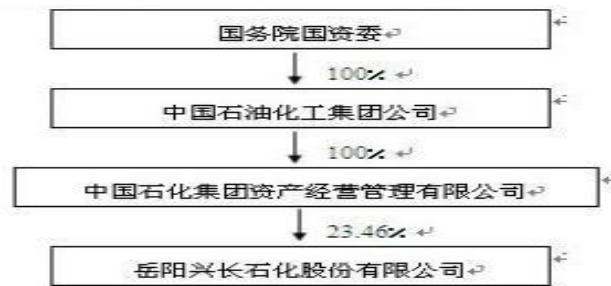 国务院国资委
100%
中国石油化工集团公司
100%
中国石化集团资产经营管理有限公司
23.46%
岳阳兴长石化股份有限公司